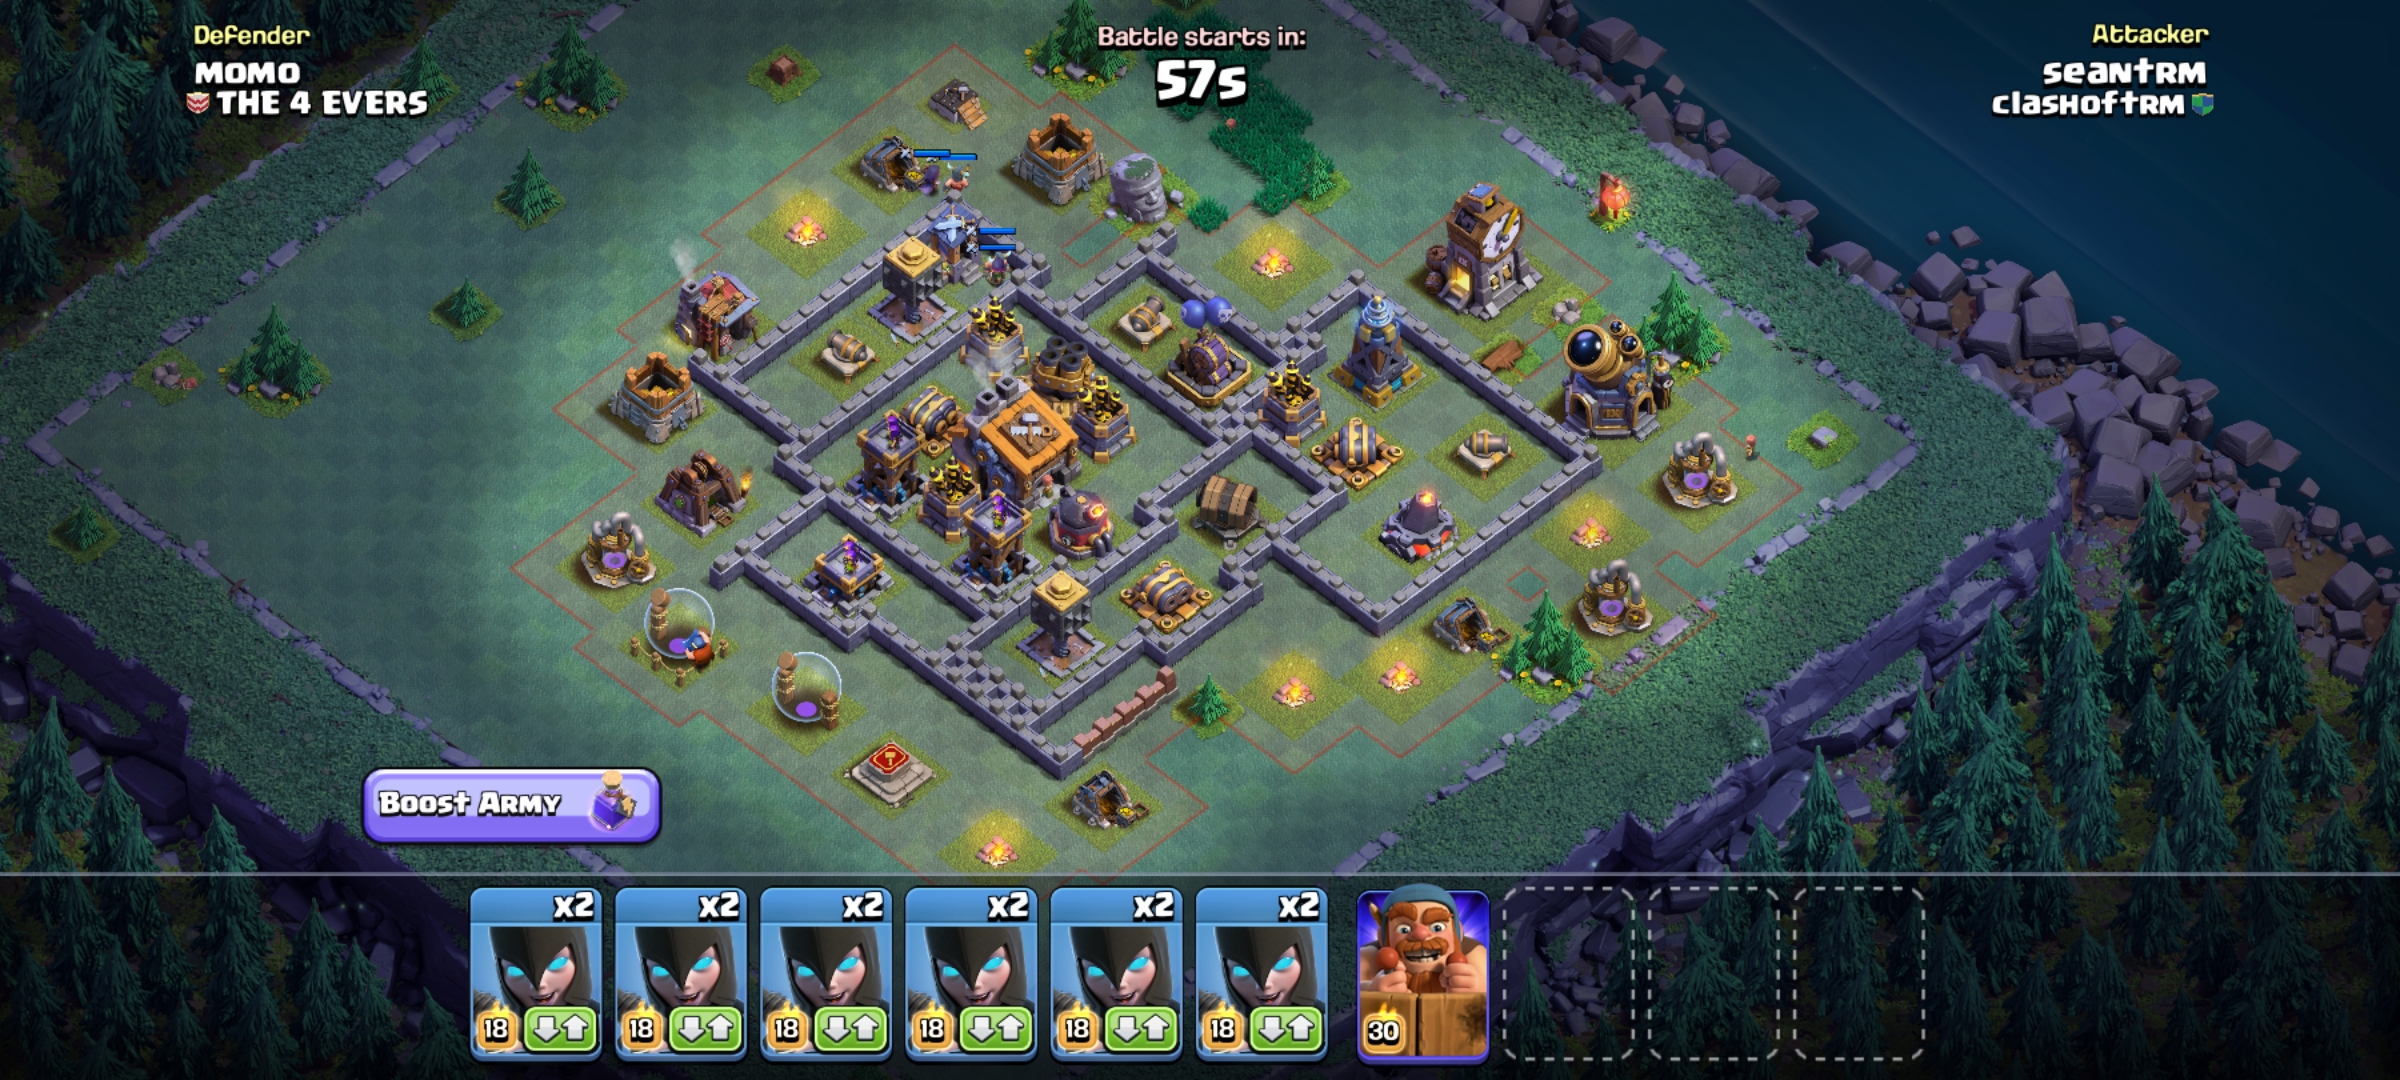 Defender
MOMO
THE 4 EVERS
Battle starts in:
57s
Attacker
seantRM
clashoftRM
Boost Army
x2
x2
x2
x2
x2
x2
18
18
18
18
18
18
30